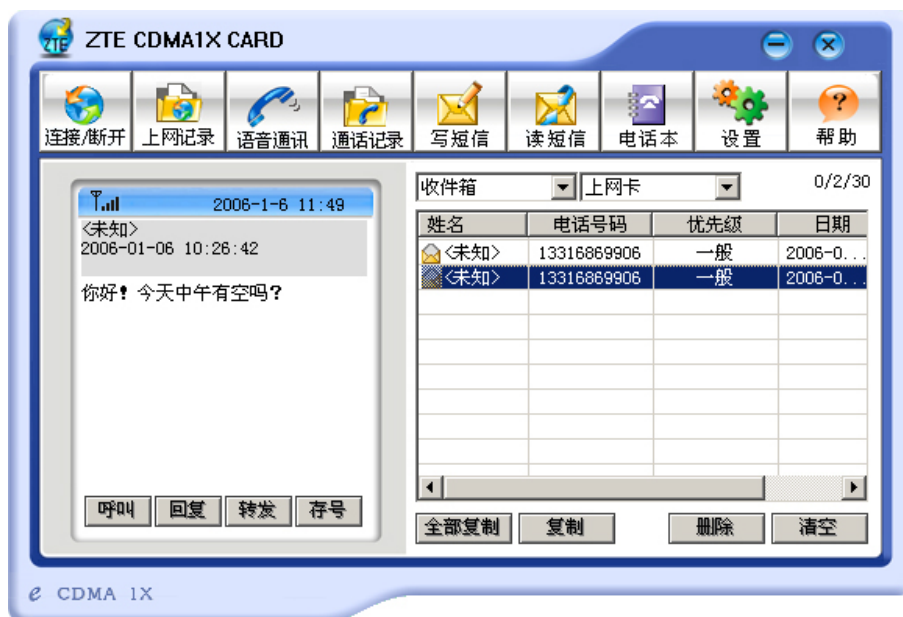 ZTE ZTE CDMA1X CARD
连接/断开 上网记录 语音通讯 通话记录 写短信 读短信 电话本 设置 帮助
2006-1-6 11:49
<未知>
2006-01-06 10:26:42
你好! 今天中午有空吗?
呼叫 回复 转发 存号
收件箱 上网卡 0/2/30
姓名 电话号码 优先级 日期
<未知> 13316869906 一般 2006-0...
<未知> 13316869906 一般 2006-0...
全部复制 复制 删除 清空
e CDMA 1X